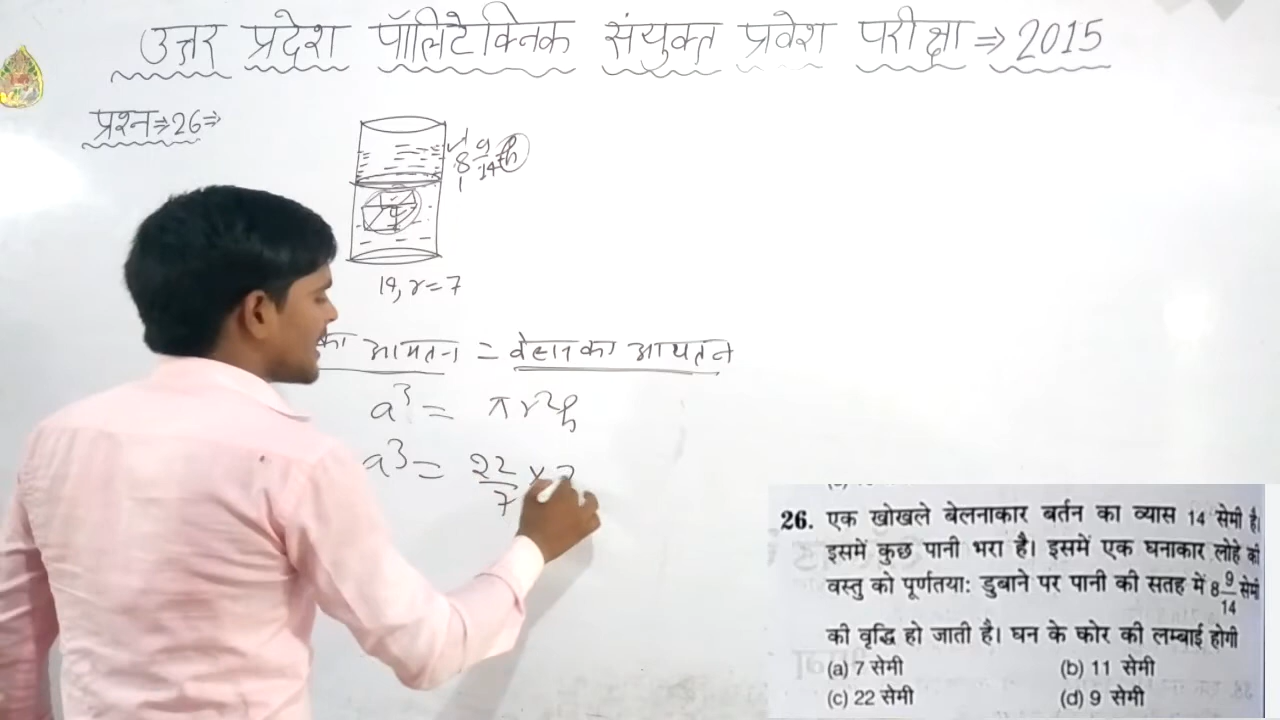 उत्तर प्रदेश पॉलिटेक्निक संयुक्त प्रवेश परीक्षा ⇒ 2015
प्रश्न ⇒ 26 ⇒
8 9/14 = h
14, r = 7
का आयतन = बेलन का आयतन
a³ = πr²h
a³ = 22/7 ×
26. एक खोखले बेलनाकार बर्तन का व्यास 14 सेमी है।
इसमें कुछ पानी भरा है। इसमें एक घनाकार लोहे की
वस्तु को पूर्णतया: डुबाने पर पानी की सतह में 8 9/14 सेमी
की वृद्धि हो जाती है। घन के कोर की लम्बाई होगी
(a) 7 सेमी (b) 11 सेमी
(c) 22 सेमी (d) 9 सेमी